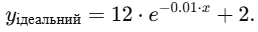 yідеальний = 12 · e^{-0.01·x} + 2.